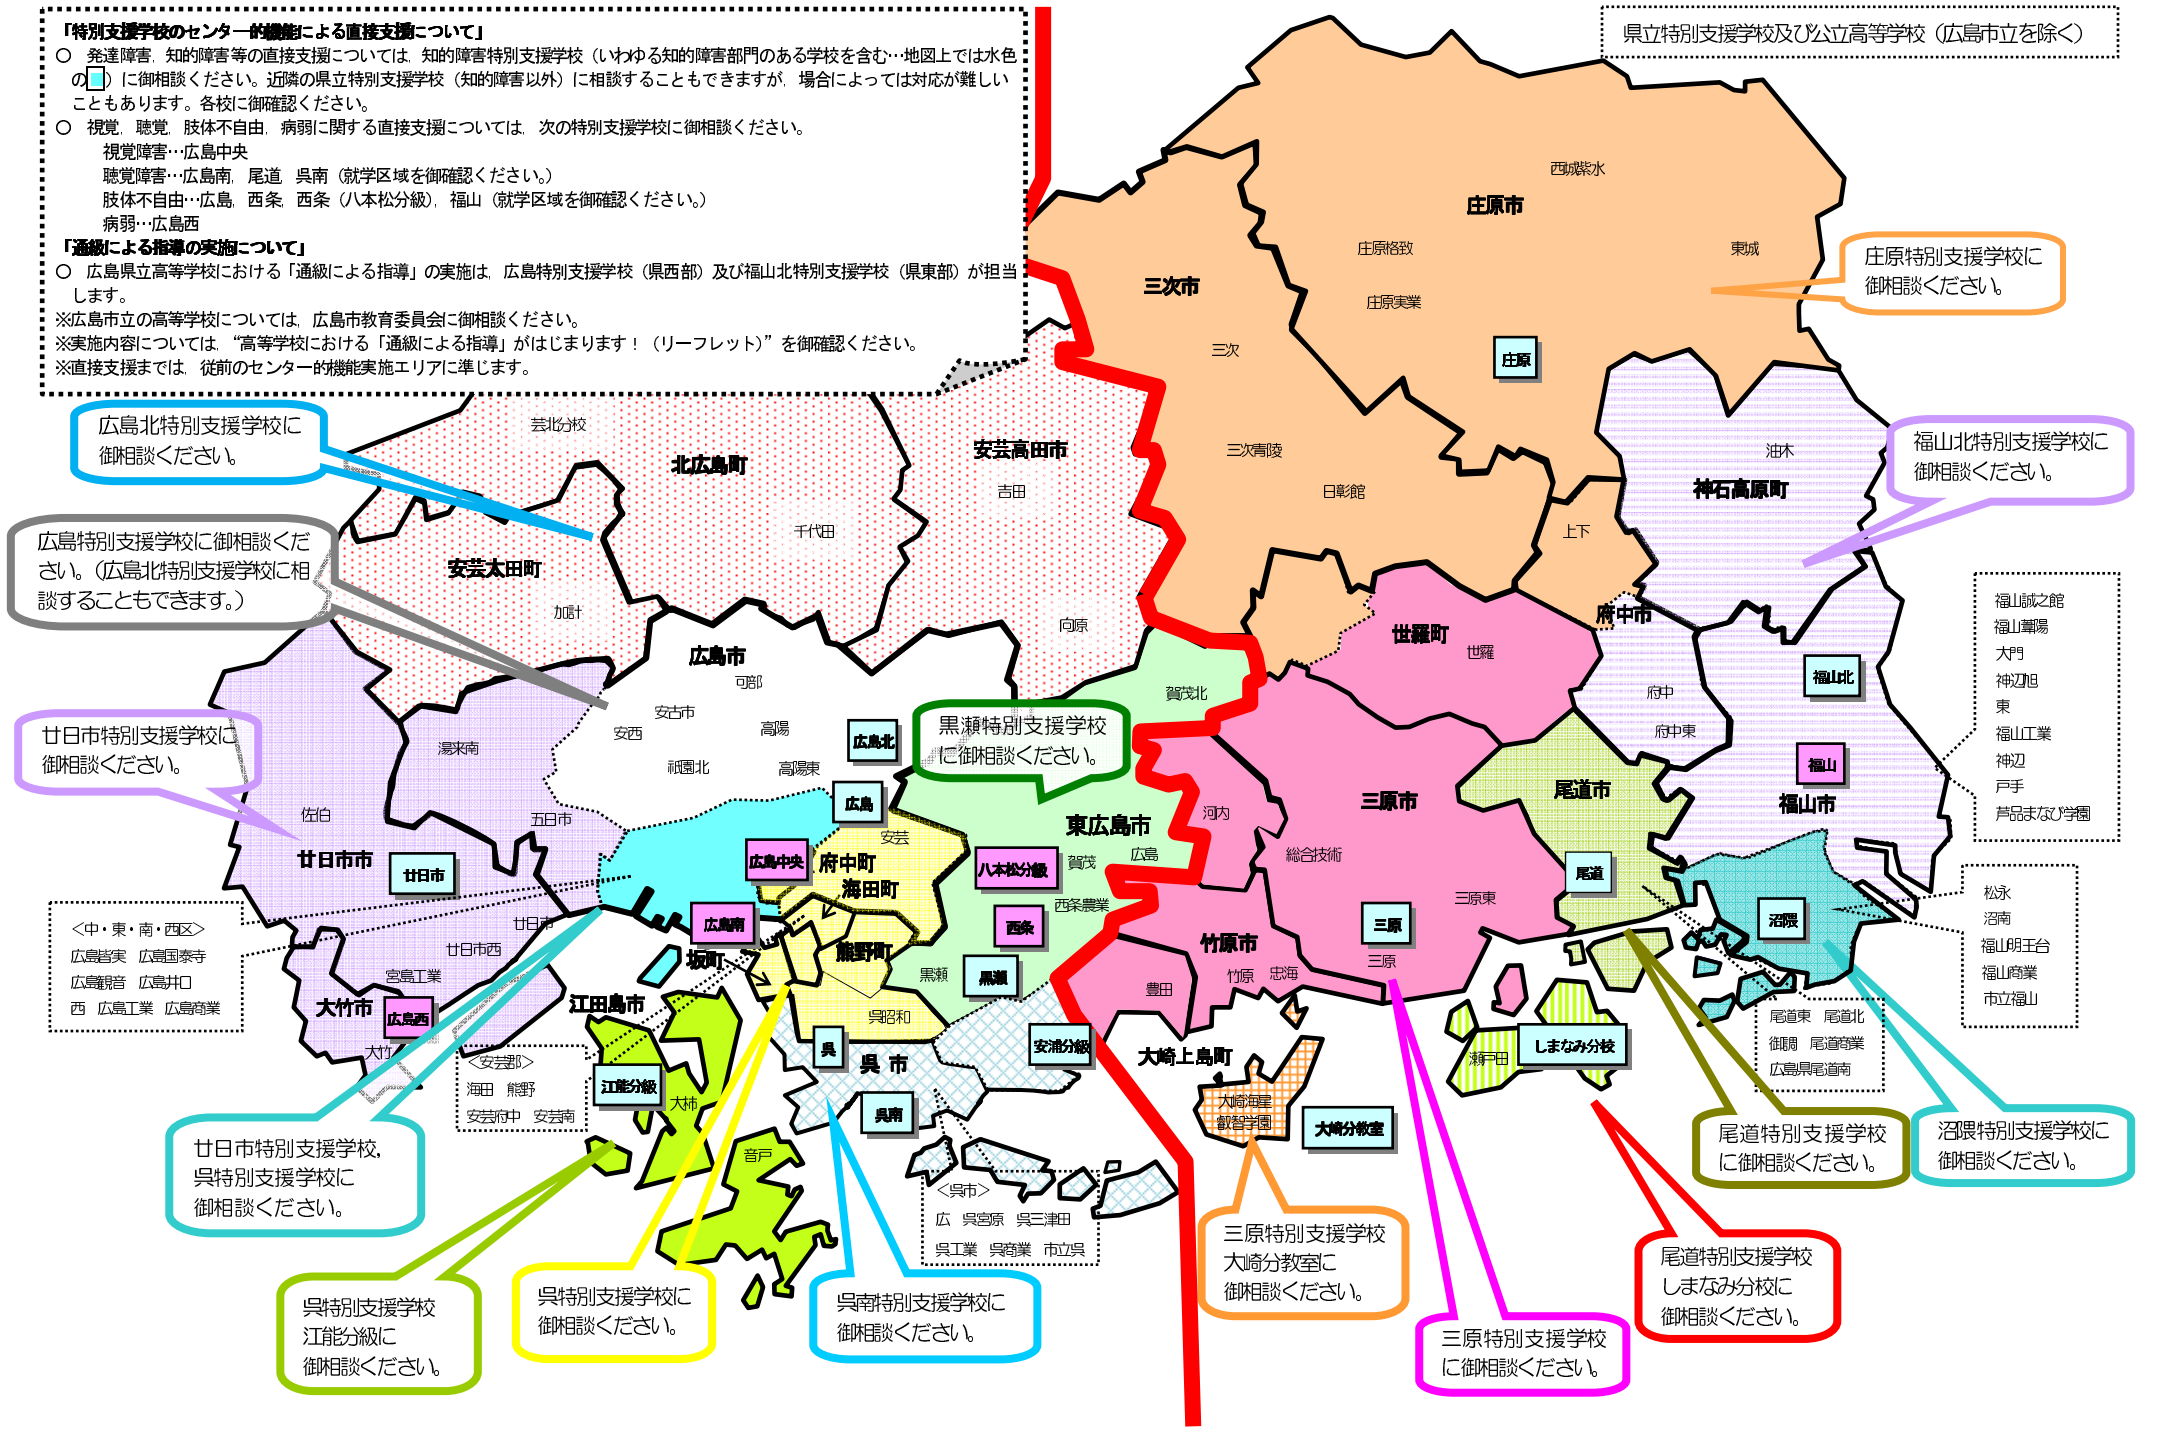 「特別支援学校のセンター的機能による直接支援について」
○ 発達障害，知的障害等の直接支援については，知的障害特別支援学校（いわゆる知的障害部門のある学校を含む…地図上では水色
の　）に御相談ください。近隣の県立特別支援学校（知的障害以外）に相談することもできますが，場合によっては対応が難しい
こともあります。各校に御確認ください。
○ 視覚，聴覚，肢体不自由，病弱に関する直接支援については，次の特別支援学校に御相談ください。
視覚障害…広島中央
聴覚障害…広島南，尾道，呉南（就学区域を御確認ください。）
肢体不自由…広島，西条，西条（八本松分級），福山（就学区域を御確認ください。）
病弱…広島西
「通級による指導の実施について」
○ 広島県立高等学校における「通級による指導」の実施は，広島特別支援学校（県西部）及び福山北特別支援学校（県東部）が担当
します。
※広島市立の高等学校については，広島市教育委員会に御相談ください。
※実施内容については，“高等学校における「通級による指導」がはじまります！（リーフレット）”を御確認ください。
※直接支援までは，従前のセンター的機能実施エリアに準じます。
県立特別支援学校及び公立高等学校（広島市立を除く）
西城紫水
庄原市
庄原格致
東城
庄原特別支援学校に
御相談ください。
三次市
庄原実業
三次
庄原
広島北特別支援学校に
御相談ください。
芸北分校
北広島町
安芸高田市
吉田
三次青陵
日彰館
油木
神石高原町
福山北特別支援学校に
御相談ください。
千代田
上下
広島特別支援学校に御相談くだ
さい。（広島北特別支援学校に相
談することもできます。）
安芸太田町
加計
向原
世羅町
世羅
府中市
広島市
可部
安古市
安西
高陽
祇園北
高陽東
広島北
広島
賀茂北
府中
府中東
福山北
福山
福山市
福山誠之館
福山葦陽
大門
神辺旭
東
福山工業
神辺
戸手
芦品まなび学園
廿日市特別支援学校に
御相談ください。
湯来南
佐伯
五日市
廿日市市
廿日市
黒瀬特別支援学校
に御相談ください。
三原市
尾道市
河内
東広島市
広島
賀茂
総合技術
安芸
府中町
海田町
広島中央
八本松分級
西条農業
西条
三原東
尾道
広島南
熊野町
坂町
黒瀬
黒瀬
竹原市
竹原
忠海
三原
三原
沼隈
松永
沼南
福山明王台
福山商業
市立福山
＜中・東・南・西区＞
広島皆実　広島国泰寺
広島観音　広島井口
西　広島工業　広島商業
廿日市
廿日市西
宮島工業
大竹市
広島西
大竹
江田島市
豊田
呉昭和
呉
呉市
安浦分級
呉南
大崎上島町
瀬戸田
しまなみ分校
尾道東　尾道北
御調　尾道商業
広島県尾道南
＜安芸郡＞
海田　熊野
安芸府中　安芸南
江能分級
大柿
音戸
大崎海星
叡智学園
大崎分教室
＜呉市＞
広　呉宮原　呉三津田
呉工業　呉商業　市立呉
廿日市特別支援学校，
呉特別支援学校に
御相談ください。
尾道特別支援学校
に御相談ください。
沼隈特別支援学校に
御相談ください。
呉特別支援学校
江能分級に
御相談ください。
呉特別支援学校に
御相談ください。
呉南特別支援学校に
御相談ください。
三原特別支援学校
大崎分教室に
御相談ください。
三原特別支援学校
に御相談ください。
尾道特別支援学校
しまなみ分校に
御相談ください。